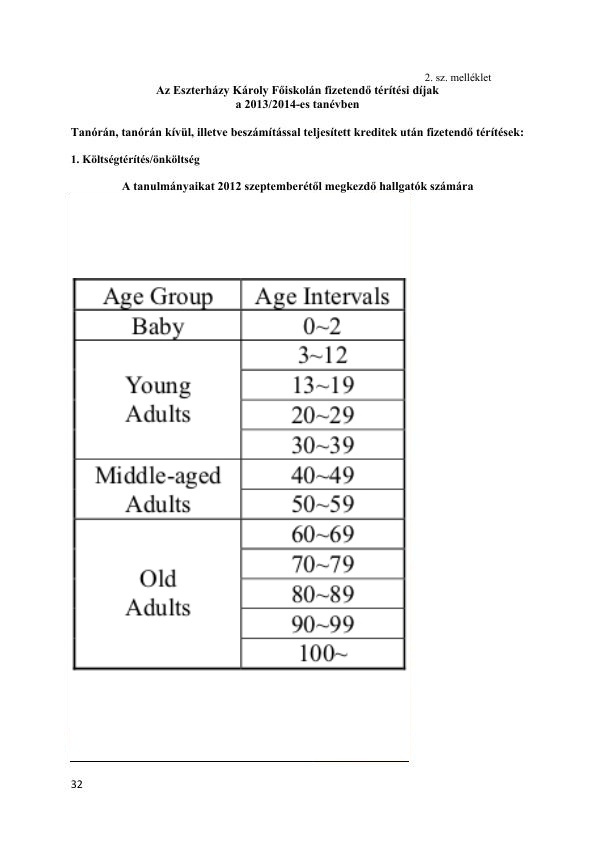 2. sz. melléklet
Az Eszterházy Károly Főiskolán fizetendő térítési díjak
a 2013/2014-es tanévben
Tanórán, tanórán kívül, illetve beszámítással teljesített kreditek után fizetendő térítések:
1. Költségtérítés/önköltség
A tanulmányaikat 2012 szeptemberétől megkezdő hallgatók számára
Age Group Age Intervals
Baby 0~2
Young Adults 3~12
13~19
20~29
30~39
Middle-aged Adults 40~49
50~59
Old Adults 60~69
70~79
80~89
90~99
100~
32